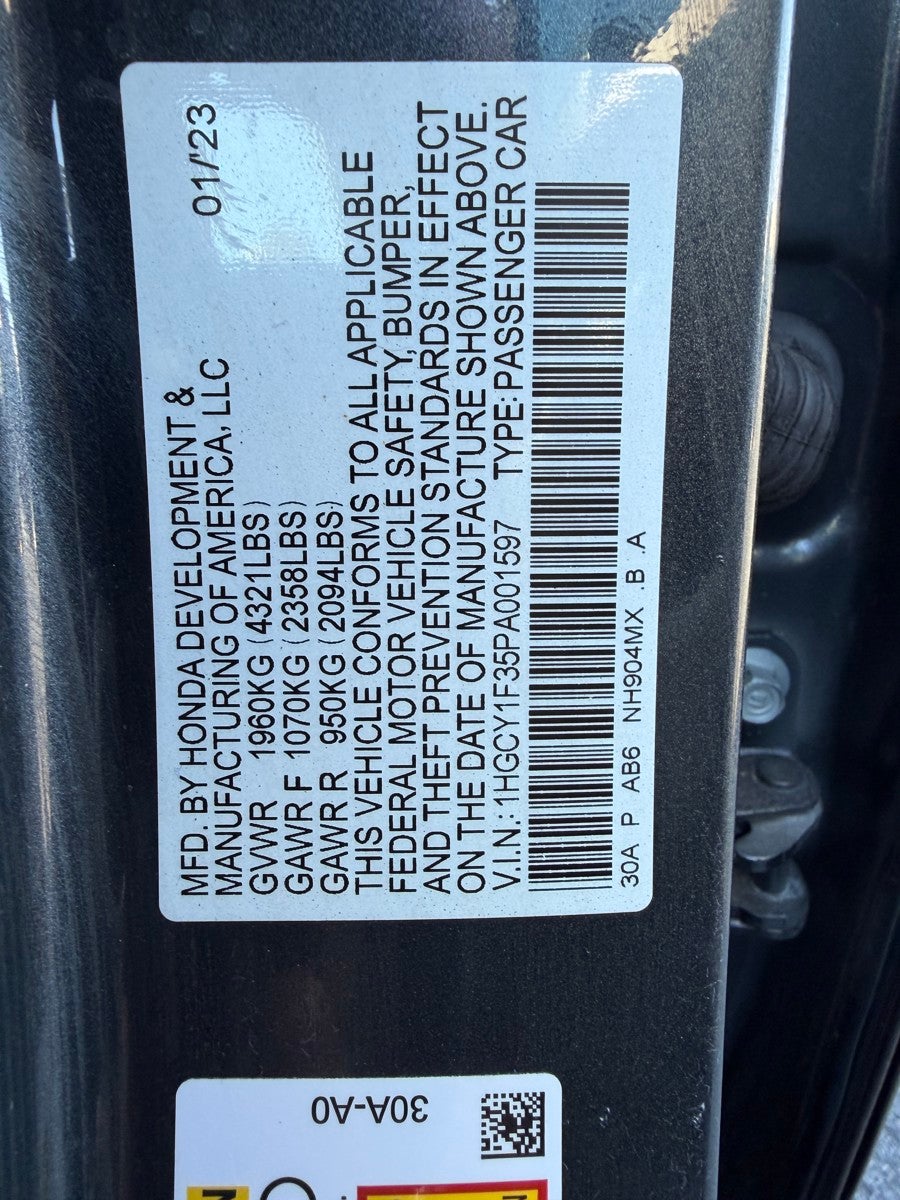 01/'23
MFD. BY HONDA DEVELOPMENT &
MANUFACTURING OF AMERICA, LLC
GVWR 1960KG (4321LBS)
GAWR F 1070KG (2358LBS)
GAWR R 950KG (2094LBS)
THIS VEHICLE CONFORMS TO ALL APPLICABLE
FEDERAL MOTOR VEHICLE SAFETY, BUMPER,
AND THEFT PREVENTION STANDARDS IN EFFECT
ON THE DATE OF MANUFACTURE SHOWN ABOVE.
V.I.N.: 1HGCY1F35PA001597 TYPE: PASSENGER CAR
30A P AB6 NH904MX .B .A
30A-A0